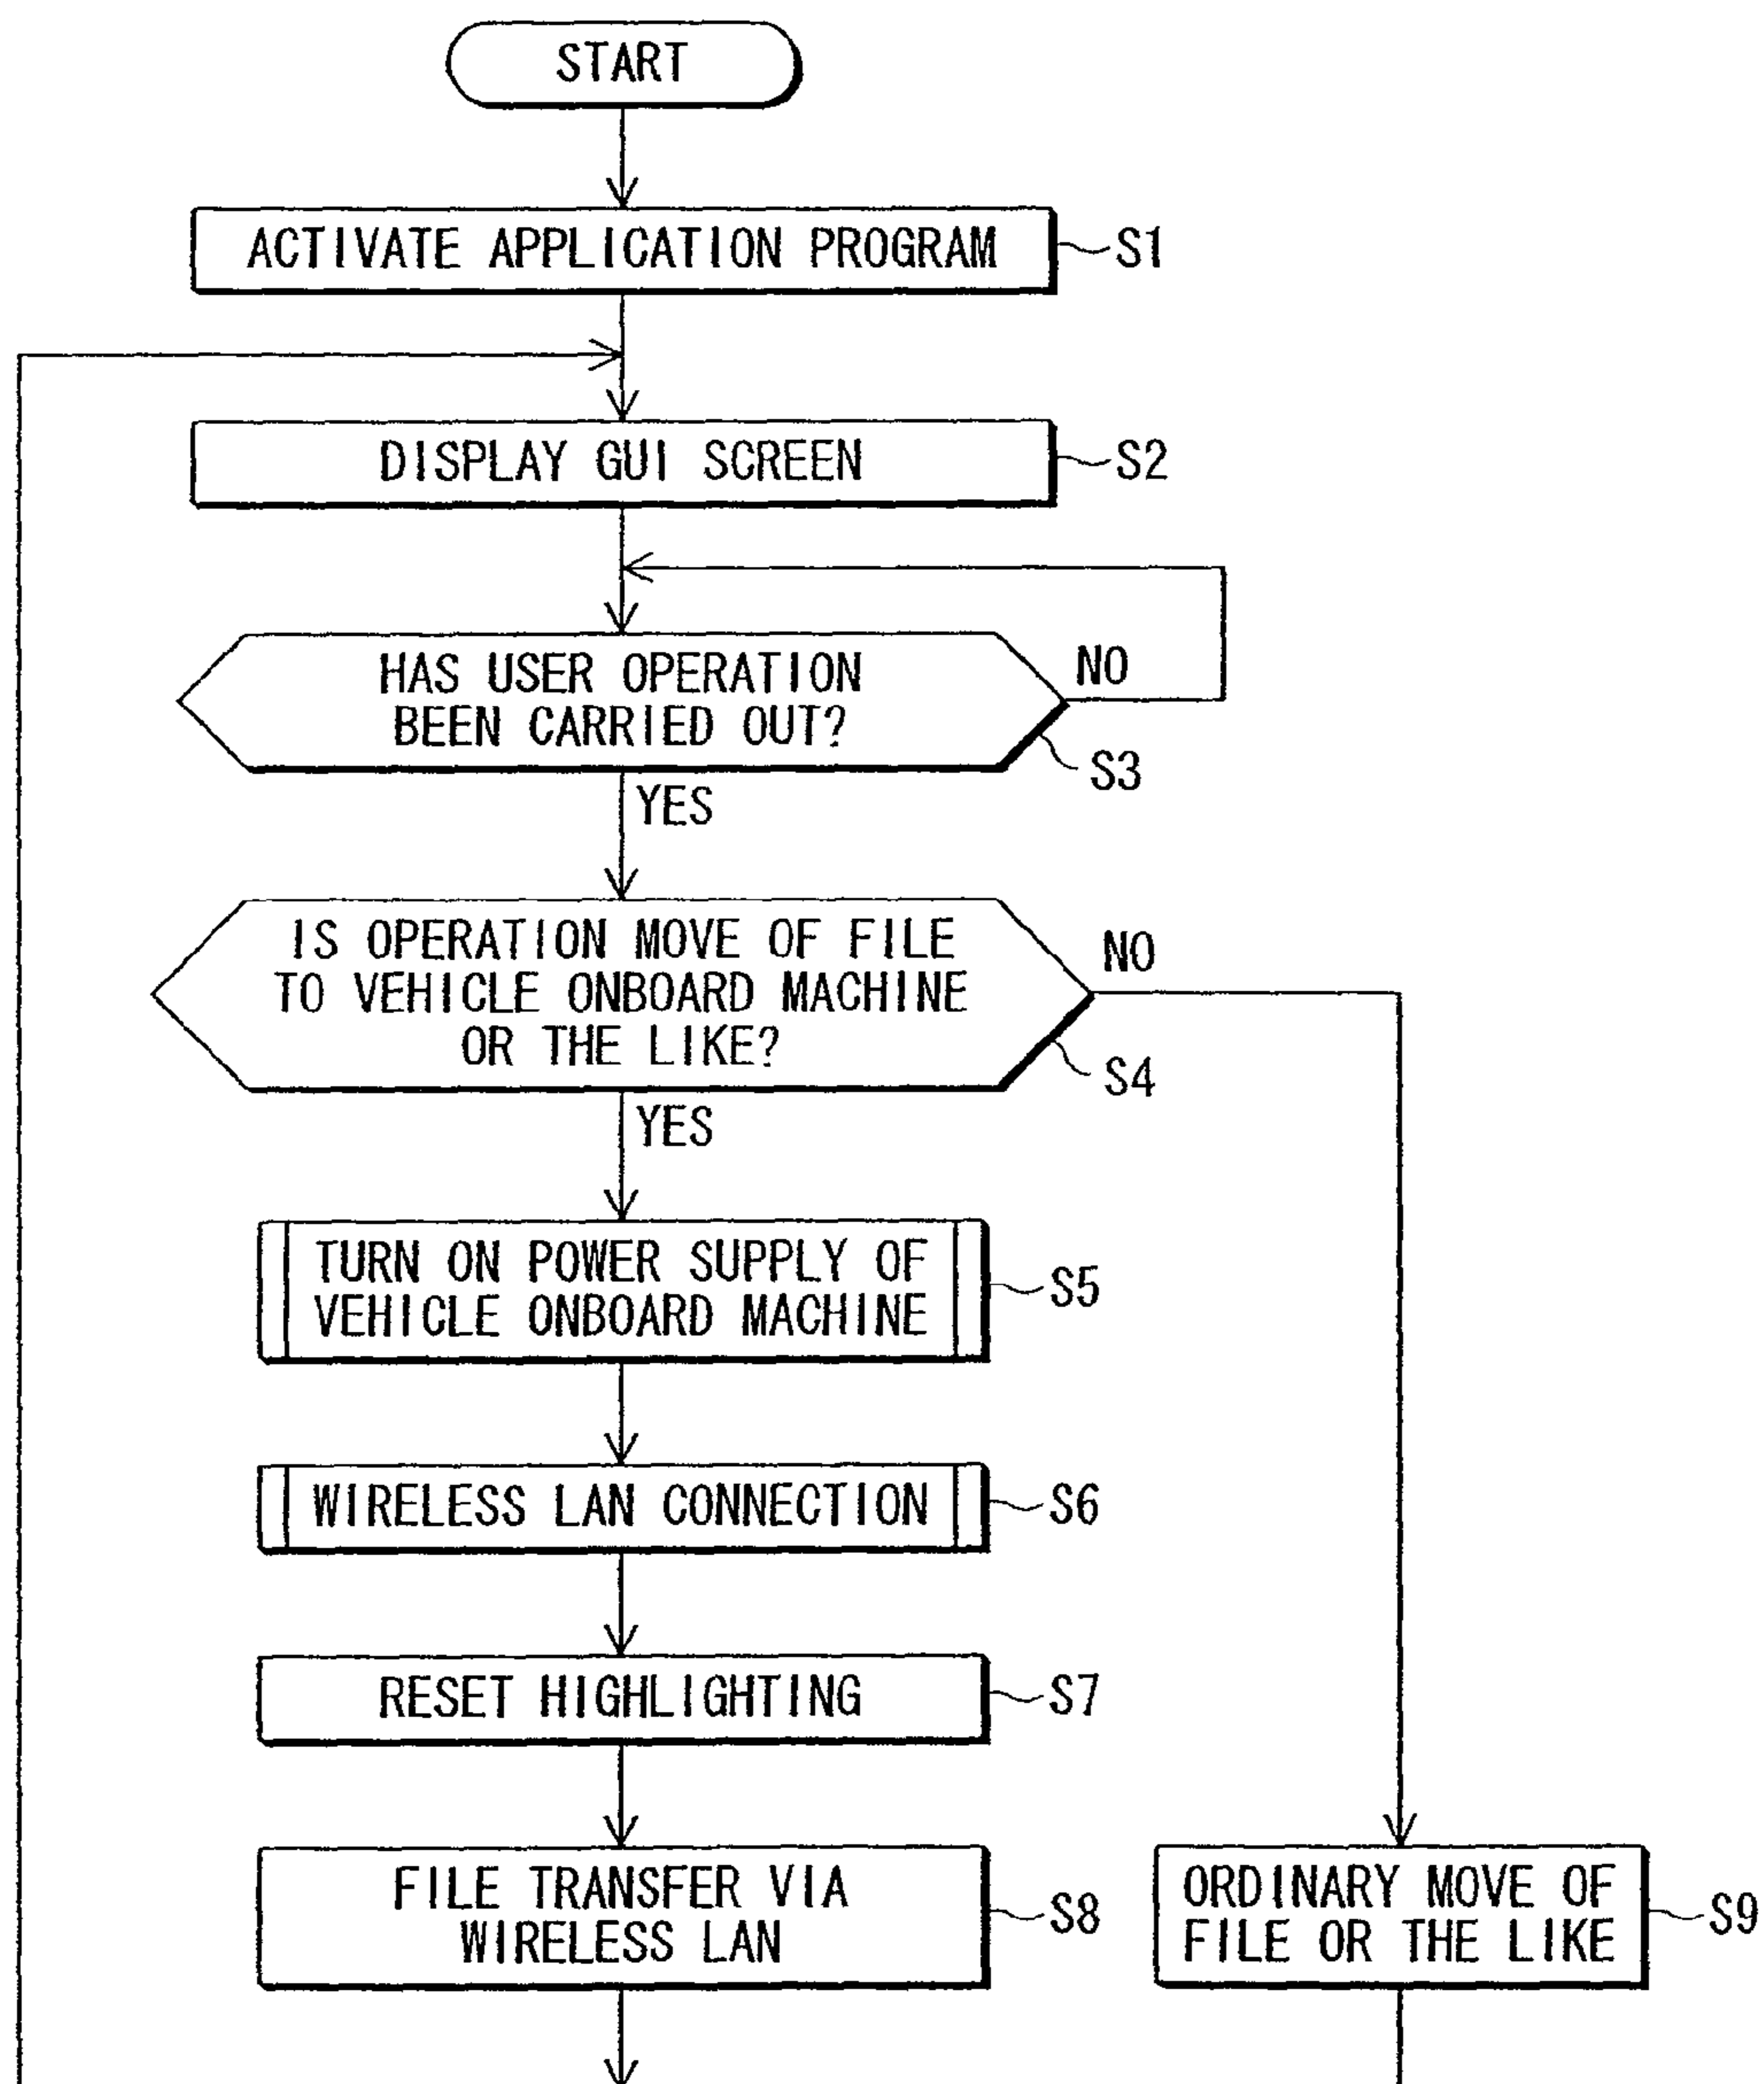 START
ACTIVATE APPLICATION PROGRAM
S1
DISPLAY GUI SCREEN
S2
HAS USER OPERATION
BEEN CARRIED OUT?
NO
S3
YES
IS OPERATION MOVE OF FILE
TO VEHICLE ONBOARD MACHINE
OR THE LIKE?
NO
S4
YES
TURN ON POWER SUPPLY OF
VEHICLE ONBOARD MACHINE
S5
WIRELESS LAN CONNECTION
S6
RESET HIGHLIGHTING
S7
FILE TRANSFER VIA
WIRELESS LAN
S8
ORDINARY MOVE OF
FILE OR THE LIKE
S9